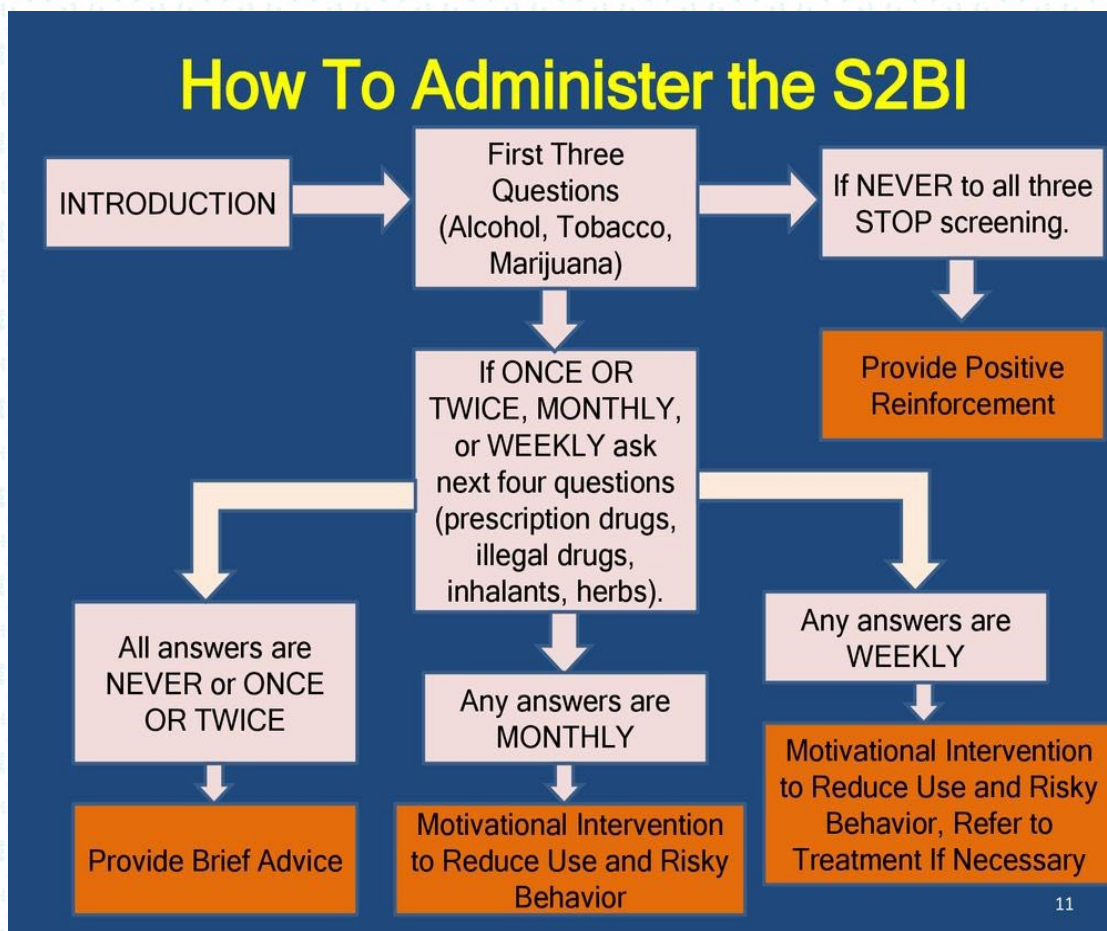 How To Administer the S2BI
INTRODUCTION
First Three
Questions
(Alcohol, Tobacco,
Marijuana)
If NEVER to all three
STOP screening.
Provide Positive
Reinforcement
If ONCE OR
TWICE, MONTHLY,
or WEEKLY ask
next four questions
(prescription drugs,
illegal drugs,
inhalants, herbs).
All answers are
NEVER or ONCE
OR TWICE
Provide Brief Advice
Any answers are
MONTHLY
Motivational Intervention
to Reduce Use and Risky
Behavior
Any answers are
WEEKLY
Motivational Intervention
to Reduce Use and Risky
Behavior, Refer to
Treatment If Necessary
11